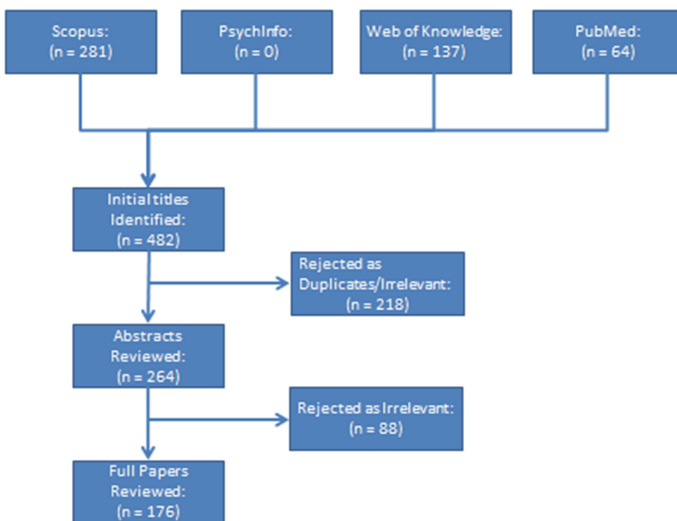 Scopus:
(n = 281)
PsychInfo:
(n = 0)
Web of Knowledge:
(n = 137)
PubMed:
(n = 64)
Initial titles
Identified:
(n = 482)
Rejected as
Duplicates/Irrelevant:
(n = 218)
Abstracts
Reviewed:
(n = 264)
Rejected as Irrelevant:
(n = 88)
Full Papers
Reviewed:
(n = 176)